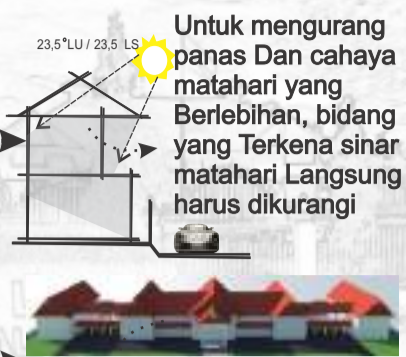 23,5°LU / 23,5 LS
Untuk mengurang
panas Dan cahaya
matahari yang
Berlebihan, bidang
yang Terkena sinar
matahari Langsung
harus dikurangi